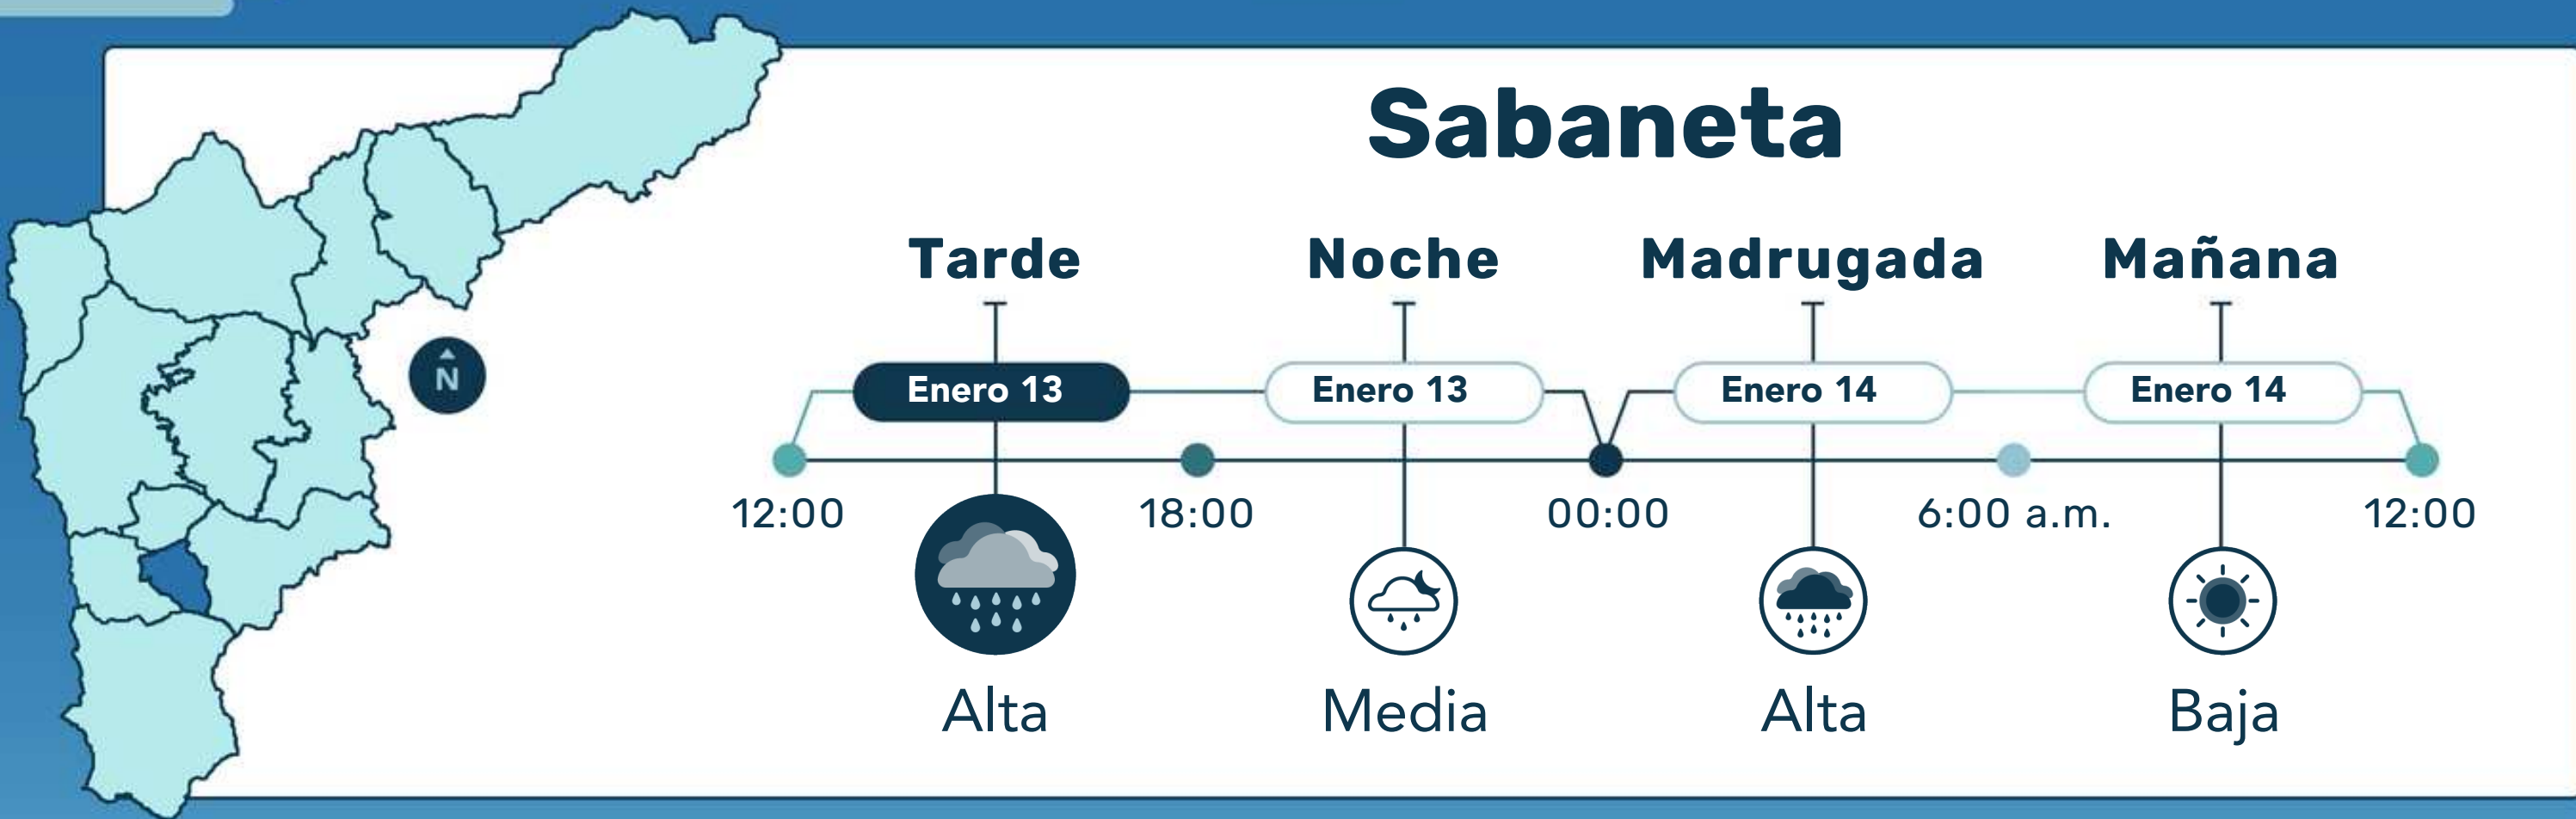 Sabaneta
Tarde Noche Madrugada Mañana
Enero 13 Enero 13 Enero 14 Enero 14
N
12:00 18:00 00:00 6:00 a.m. 12:00
Alta Media Alta Baja